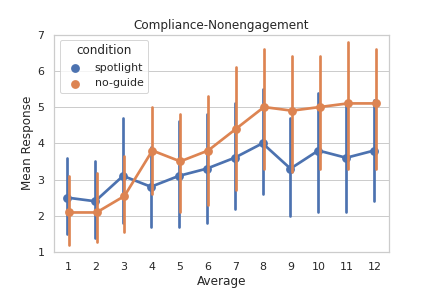 Compliance-Nonengagement
condition
spotlight
no-guide
7
6
5
4
3
2
1
Mean Response
1 2 3 4 5 6 7 8 9 10 11 12
Average